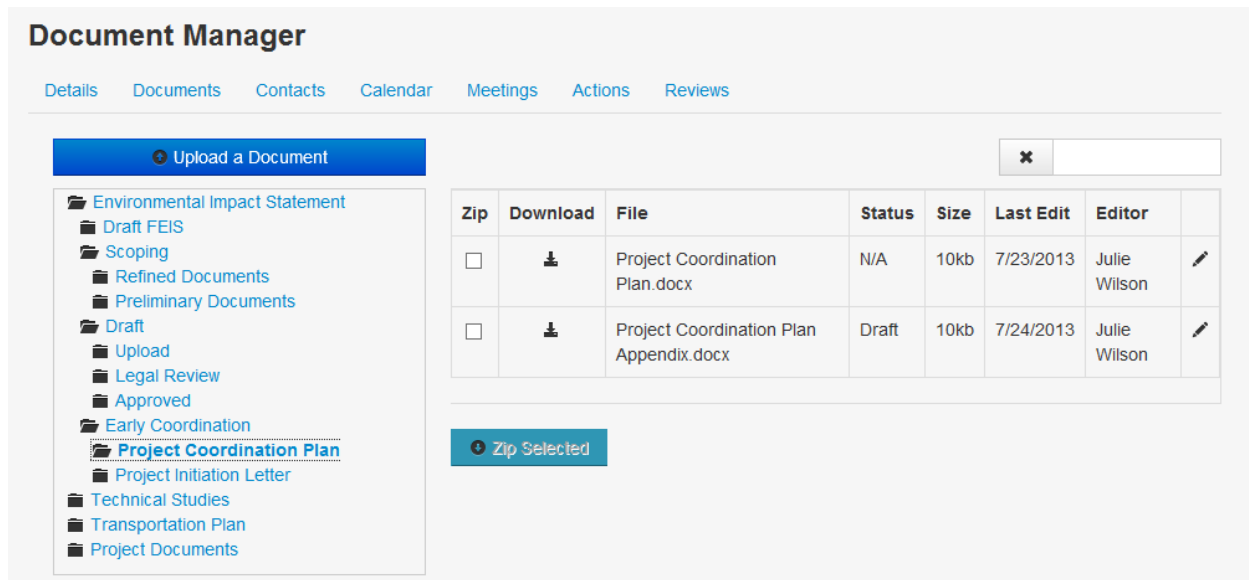 Document Manager
Details Documents Contacts Calendar Meetings Actions Reviews
Upload a Document
Environmental Impact Statement
Draft FEIS
Scoping
Refined Documents
Preliminary Documents
Draft
Upload
Legal Review
Approved
Early Coordination
Project Coordination Plan
Project Initiation Letter
Technical Studies
Transportation Plan
Project Documents
Zip Download File Status Size Last Edit Editor
Project Coordination N/A 10kb 7/23/2013 Julie
Plan.docx Wilson
Project Coordination Plan Draft 10kb 7/24/2013 Julie
Appendix.docx Wilson
Zip Selected